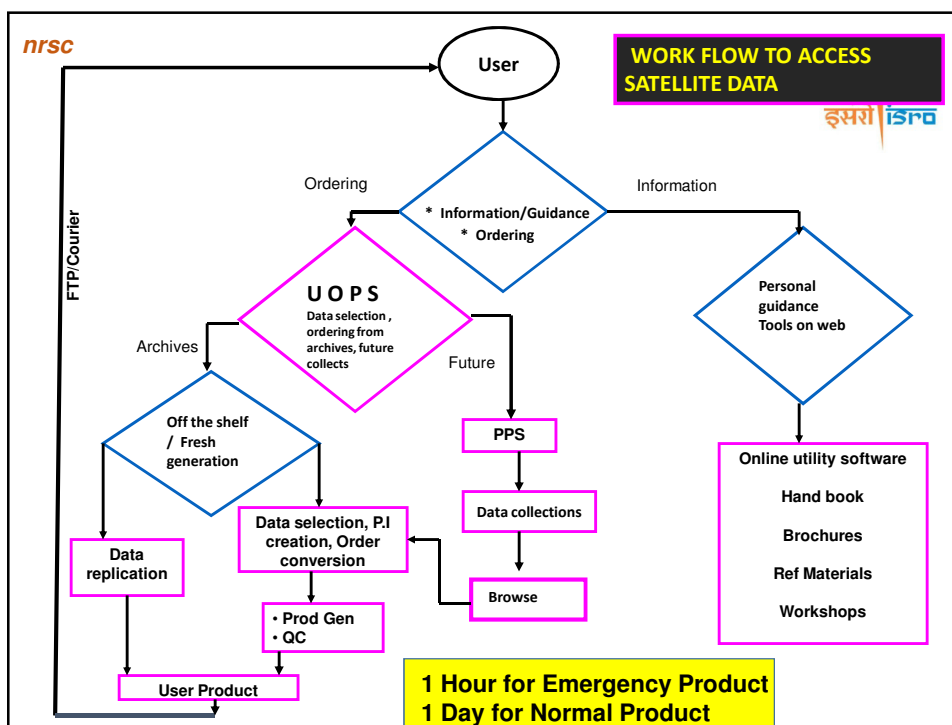 nrsc
User
WORK FLOW TO ACCESS
SATELLITE DATA
इसरो isro
Ordering
Information
* Information/Guidance
* Ordering
FTP/Courier
U O P S
Data selection ,
ordering from
archives, future
collects
Personal
guidance
Tools on web
Archives
Future
Off the shelf
/ Fresh
generation
PPS
Online utility software
Hand book
Brochures
Ref Materials
Workshops
Data collections
Data selection, P.I
creation, Order
conversion
Data
replication
Browse
• Prod Gen
• QC
User Product
1 Hour for Emergency Product
1 Day for Normal Product